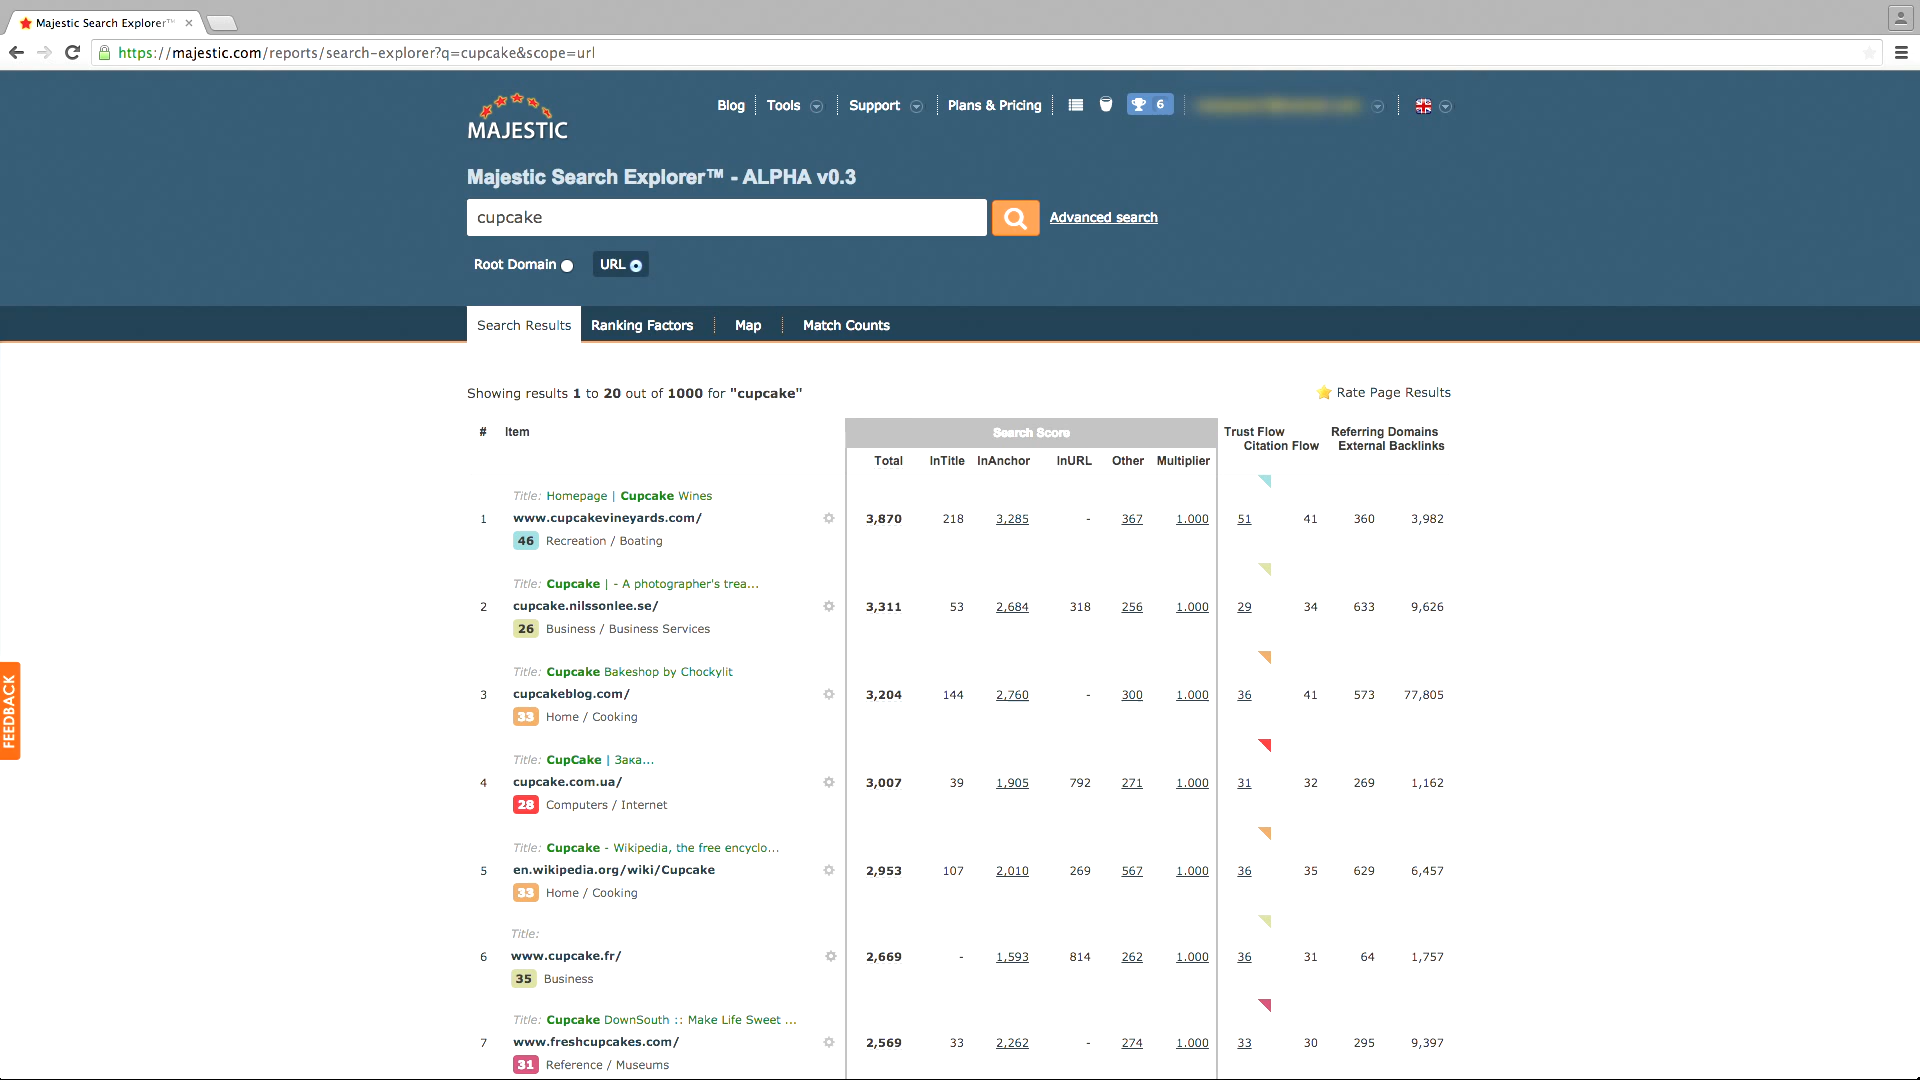 Majestic Search Explorer™
https://majestic.com/reports/search-explorer?q=cupcake&scope=url
MAJESTIC
Blog Tools Support Plans & Pricing 6
Majestic Search Explorer™ - ALPHA v0.3
cupcake Advanced search
Root Domain URL
Search Results Ranking Factors Map Match Counts
Showing results 1 to 20 out of 1000 for "cupcake" Rate Page Results
# Item Search Score Trust Flow Referring Domains
Citation Flow External Backlinks
Total InTitle InAnchor InURL Other Multiplier
Title: Homepage | Cupcake Wines
1 www.cupcakevineyards.com/ 3,870 218 3,285 - 367 1.000 51 41 360 3,982
46 Recreation / Boating
Title: Cupcake | - A photographer's trea...
2 cupcake.nilssonlee.se/ 3,311 53 2,684 318 256 1.000 29 34 633 9,626
26 Business / Business Services
Title: Cupcake Bakeshop by Chockylit
3 cupcakeblog.com/ 3,204 144 2,760 - 300 1.000 36 41 573 77,805
33 Home / Cooking
Title: CupCake | Зака...
4 cupcake.com.ua/ 3,007 39 1,905 792 271 1.000 31 32 269 1,162
28 Computers / Internet
Title: Cupcake - Wikipedia, the free encyclo...
5 en.wikipedia.org/wiki/Cupcake 2,953 107 2,010 269 567 1.000 36 35 629 6,457
33 Home / Cooking
Title:
6 www.cupcake.fr/ 2,669 - 1,593 814 262 1.000 36 31 64 1,757
35 Business
Title: Cupcake DownSouth :: Make Life Sweet ...
7 www.freshcupcakes.com/ 2,569 33 2,262 - 274 1.000 33 30 295 9,397
31 Reference / Museums
FEEDBACK